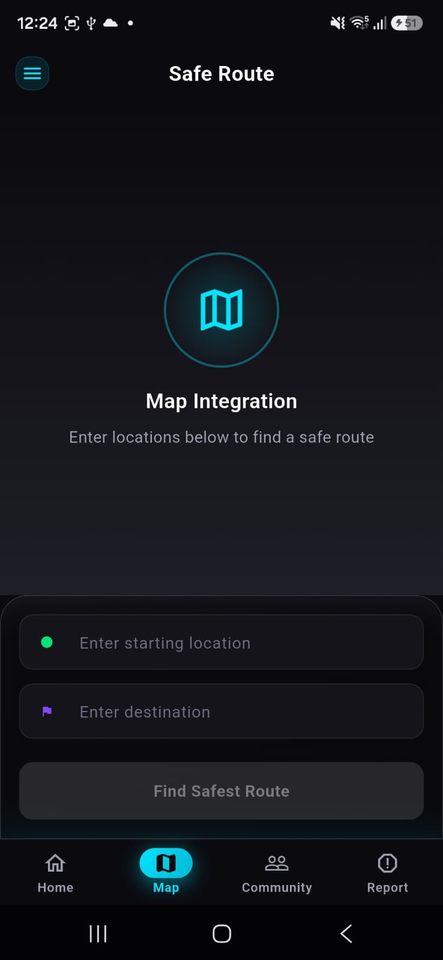 12:24
5
51
Safe Route
Map Integration
Enter locations below to find a safe route
Enter starting location
Enter destination
Find Safest Route
Home
Map
Community
Report